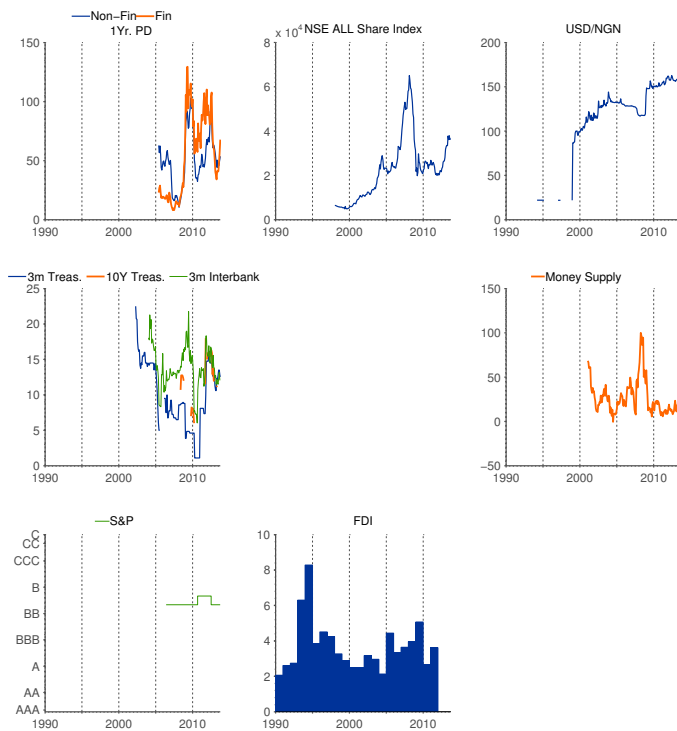 Non−Fin Fin
1Yr. PD
150
100
50
0
1990 2000 2010
x 10^4 NSE ALL Share Index
8
6
4
2
0
1990 2000 2010
USD/NGN
200
150
100
50
0
1990 2000 2010
3m Treas. 10Y Treas. 3m Interbank
25
20
15
10
5
0
1990 2000 2010
Money Supply
150
100
50
0
−50
1990 2000 2010
S&P
C
CC
CCC
B
BB
BBB
A
AA
AAA
1990 2000 2010
FDI
10
8
6
4
2
0
1990 2000 2010